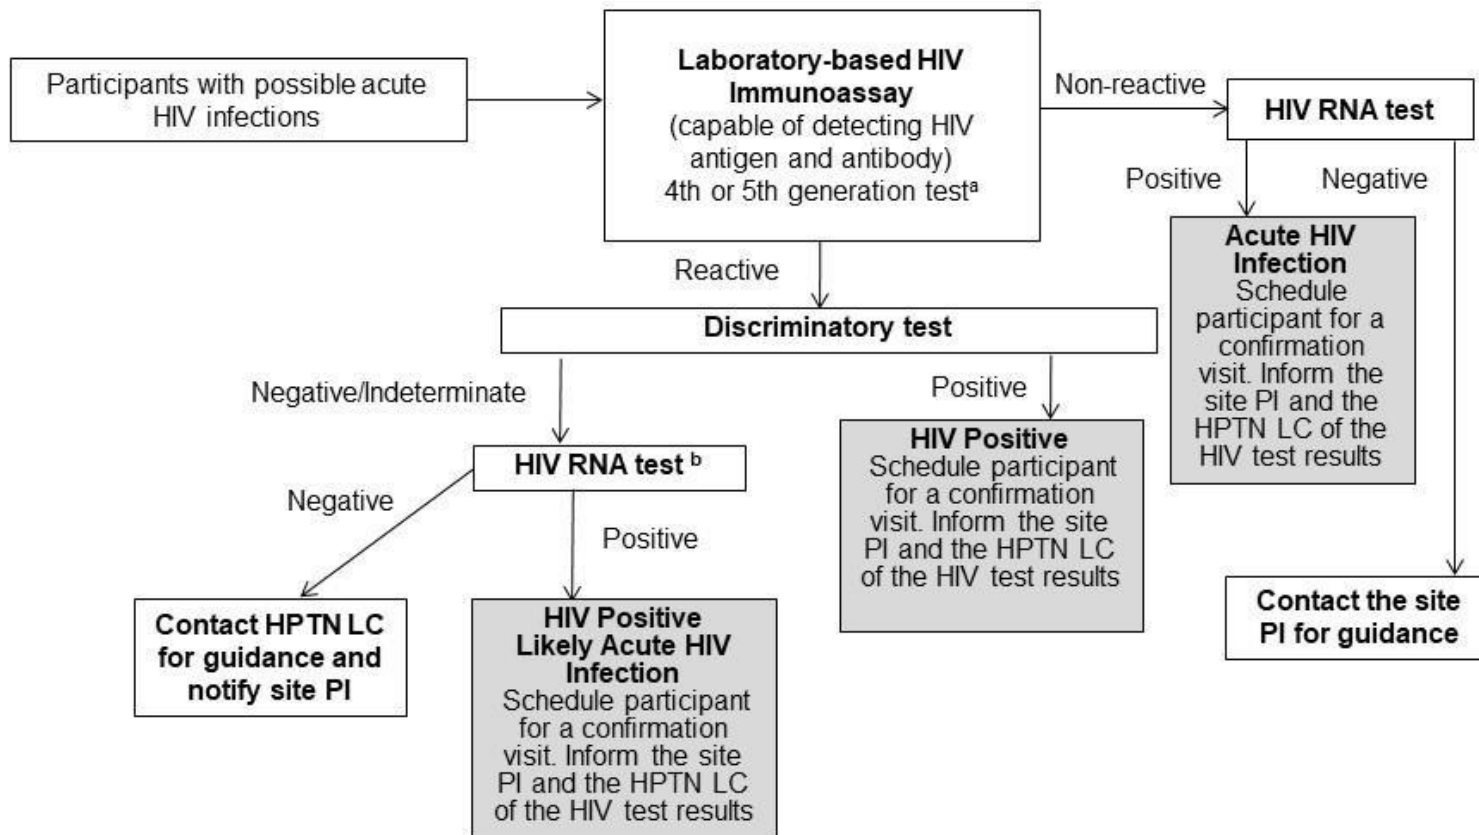 Participants with possible acute
HIV infections
Laboratory-based HIV
Immunoassay
(capable of detecting HIV
antigen and antibody)
4th or 5th generation testᵃ
Non-reactive
HIV RNA test
Positive
Negative
Acute HIV
Infection
Schedule
participant for a
confirmation
visit. Inform the
site PI and the
HPTN LC of the
HIV test results
Reactive
Discriminatory test
Negative/Indeterminate
Positive
HIV RNA test ᵇ
HIV Positive
Schedule participant
for a confirmation
visit. Inform the site
PI and the HPTN LC
of the HIV test results
Negative
Positive
Contact HPTN LC
for guidance and
notify site PI
HIV Positive
Likely Acute HIV
Infection
Schedule participant
for a confirmation
visit. Inform the site
PI and the HPTN LC
of the HIV test results
Contact the site
PI for guidance